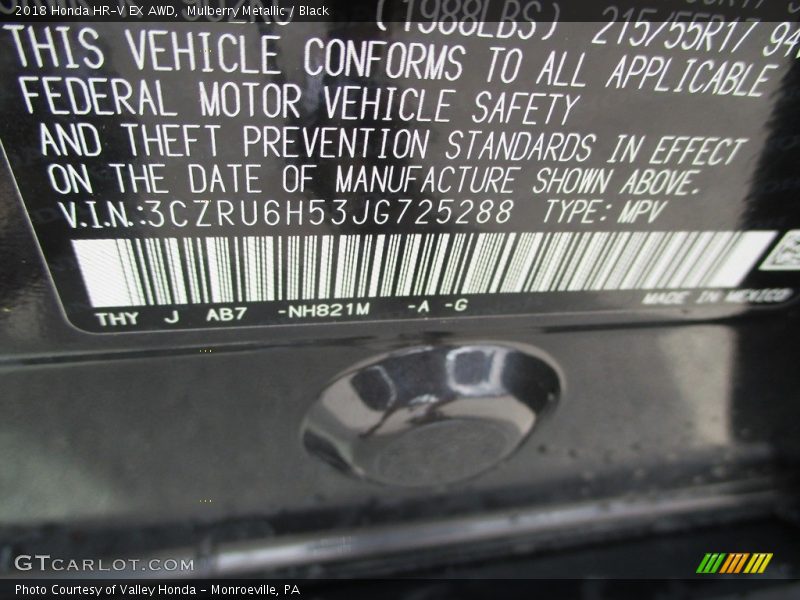 2018 Honda HR-V EX AWD, Mulberry Metallic / Black
(1988LBS) 215/55R17
THIS VEHICLE CONFORMS TO ALL APPLICABLE
FEDERAL MOTOR VEHICLE SAFETY
AND THEFT PREVENTION STANDARDS IN EFFECT
ON THE DATE OF MANUFACTURE SHOWN ABOVE.
V.I.N.:3CZRU6H53JG725288 TYPE: MPV
THY J AB7 -NH821M -A -G MADE IN MEXICO
GTCARLOT.COM
Photo Courtesy of Valley Honda - Monroeville, PA